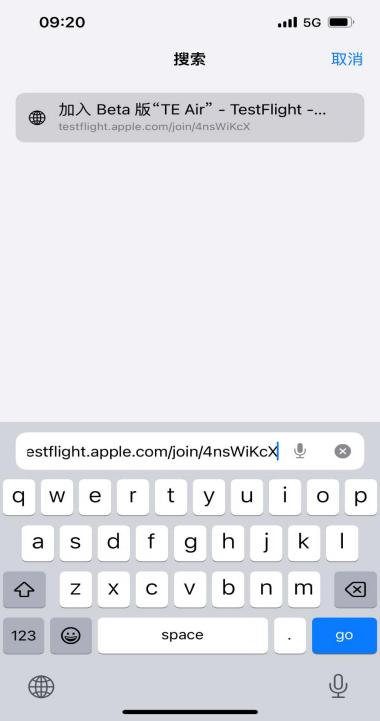 09:20
5G
搜索
取消
加入 Beta 版“TE Air” - TestFlight -...
testflight.apple.com/join/4nsWiKcX
estflight.apple.com/join/4nsWiKcX
q w e r t y u i o p
a s d f g h j k l
z x c v b n m
123 space . go